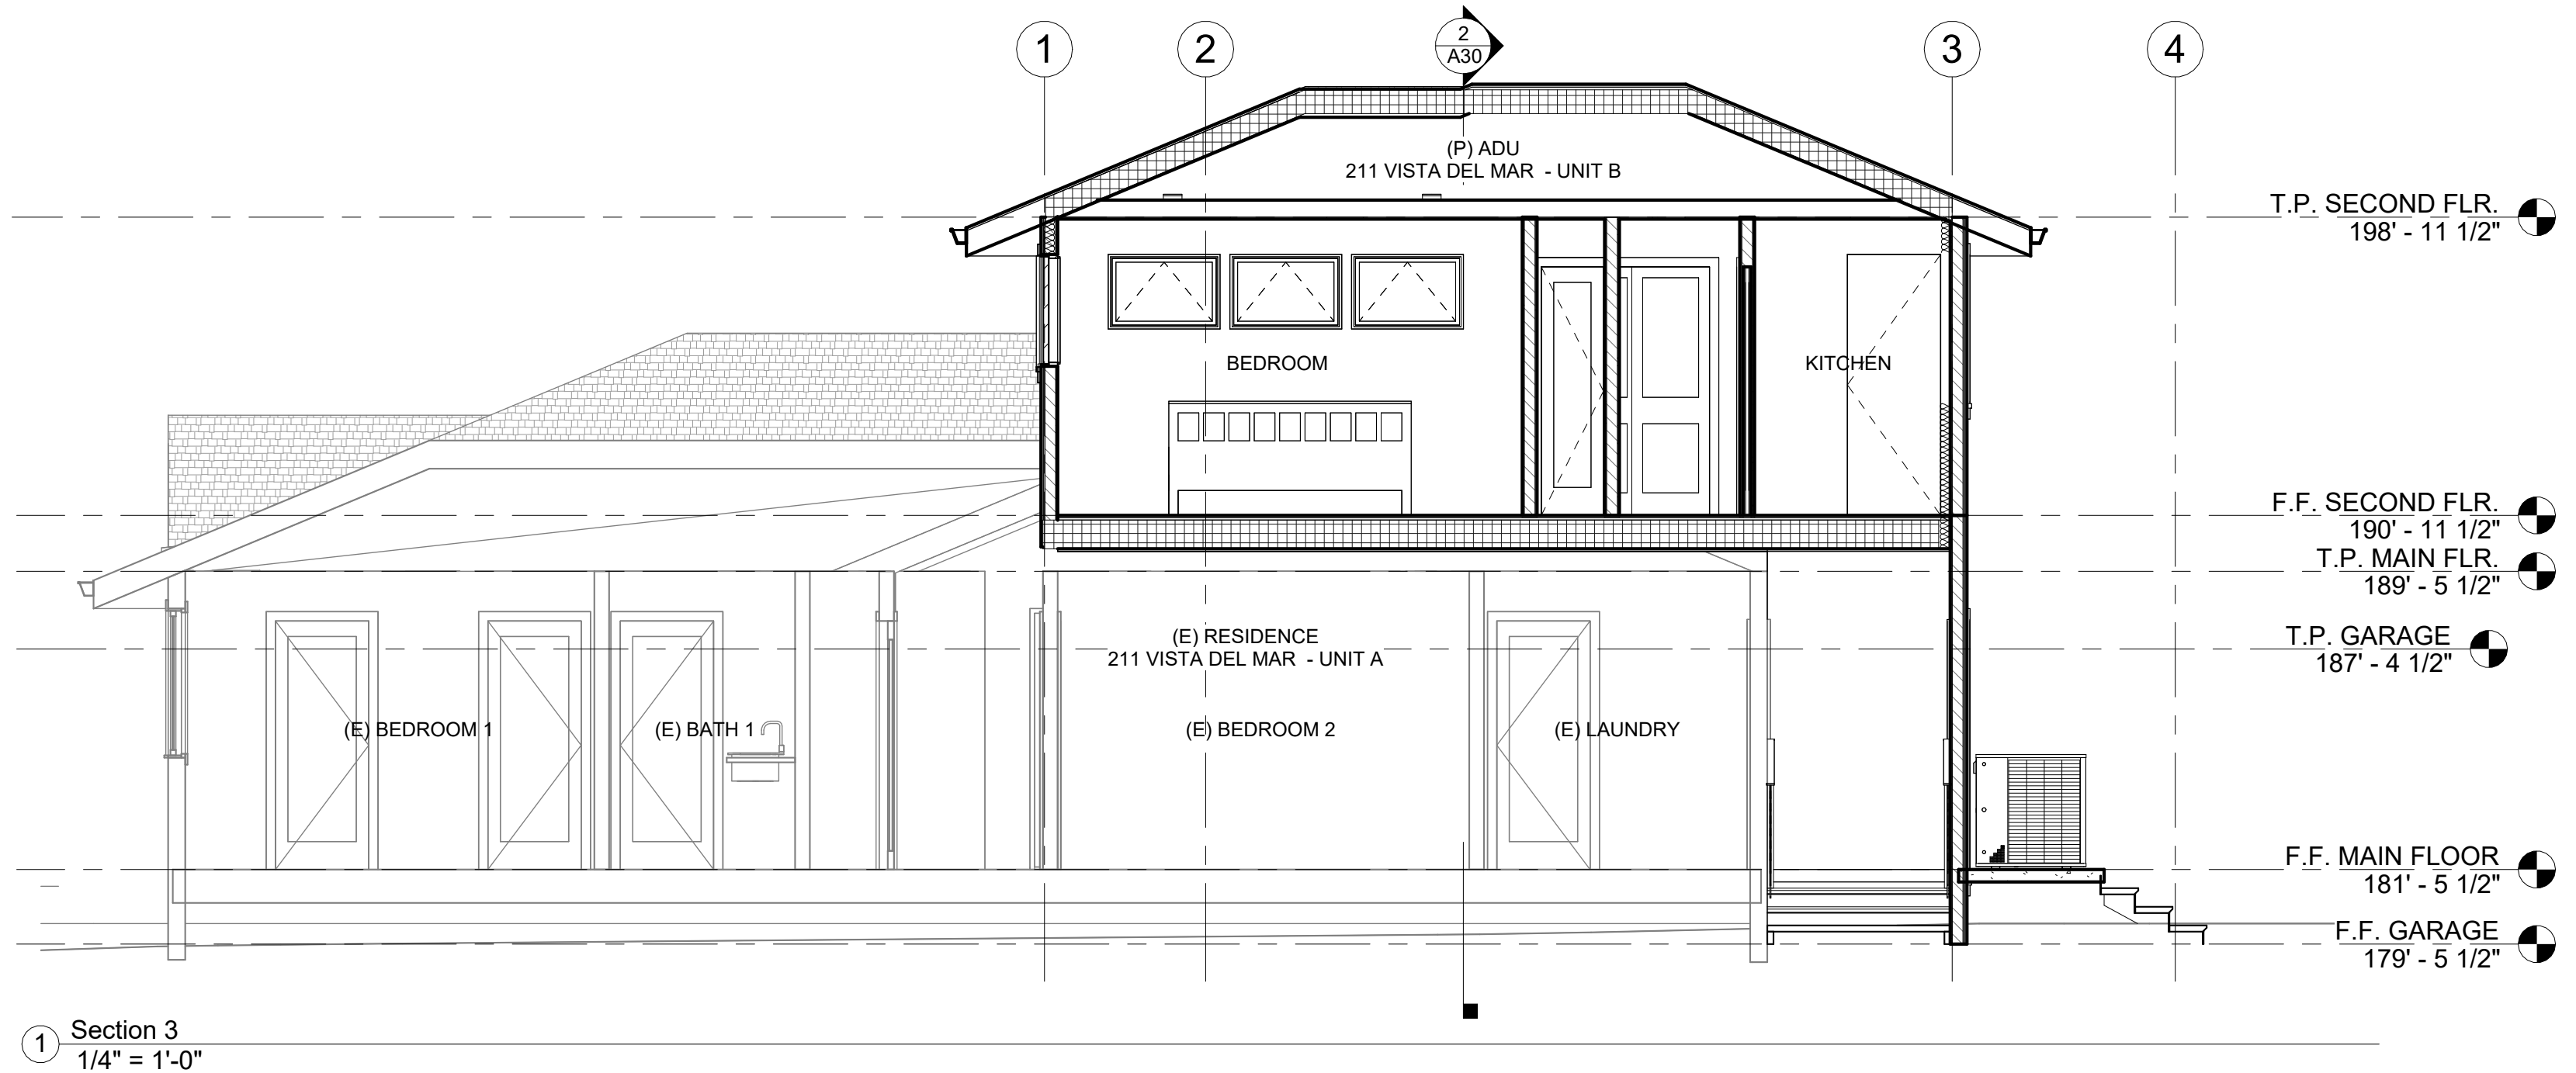 1
2
2
A30
3
4
(P) ADU
211 VISTA DEL MAR - UNIT B
T.P. SECOND FLR.
198' - 11 1/2"
BEDROOM
KITCHEN
F.F. SECOND FLR.
190' - 11 1/2"
T.P. MAIN FLR.
189' - 5 1/2"
(E) RESIDENCE
211 VISTA DEL MAR - UNIT A
T.P. GARAGE
187' - 4 1/2"
(E) BEDROOM 1
(E) BATH 1
(E) BEDROOM 2
(E) LAUNDRY
F.F. MAIN FLOOR
181' - 5 1/2"
F.F. GARAGE
179' - 5 1/2"
1
Section 3
1/4" = 1'-0"